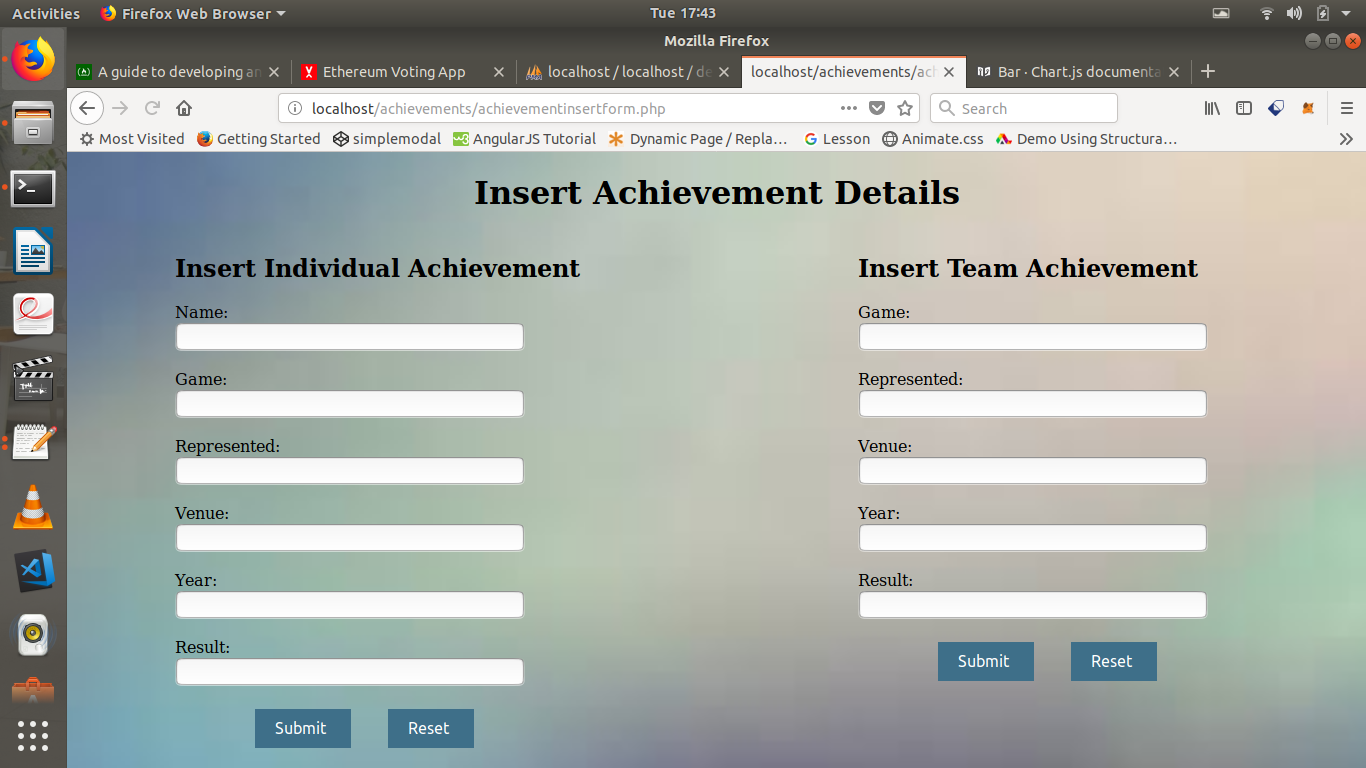 Activities Firefox Web Browser Tue 17:43
Mozilla Firefox
A guide to developing an Ethereum Voting App localhost / localhost / de localhost/achievements/ach Bar · Chart.js documenta
localhost/achievements/achievementinsertform.php Search
Most Visited Getting Started simplemodal AngularJS Tutorial Dynamic Page / Repla… Lesson Animate.css Demo Using Structura…
Insert Achievement Details
Insert Individual Achievement
Name:
Game:
Represented:
Venue:
Year:
Result:
Submit Reset
Insert Team Achievement
Game:
Represented:
Venue:
Year:
Result:
Submit Reset